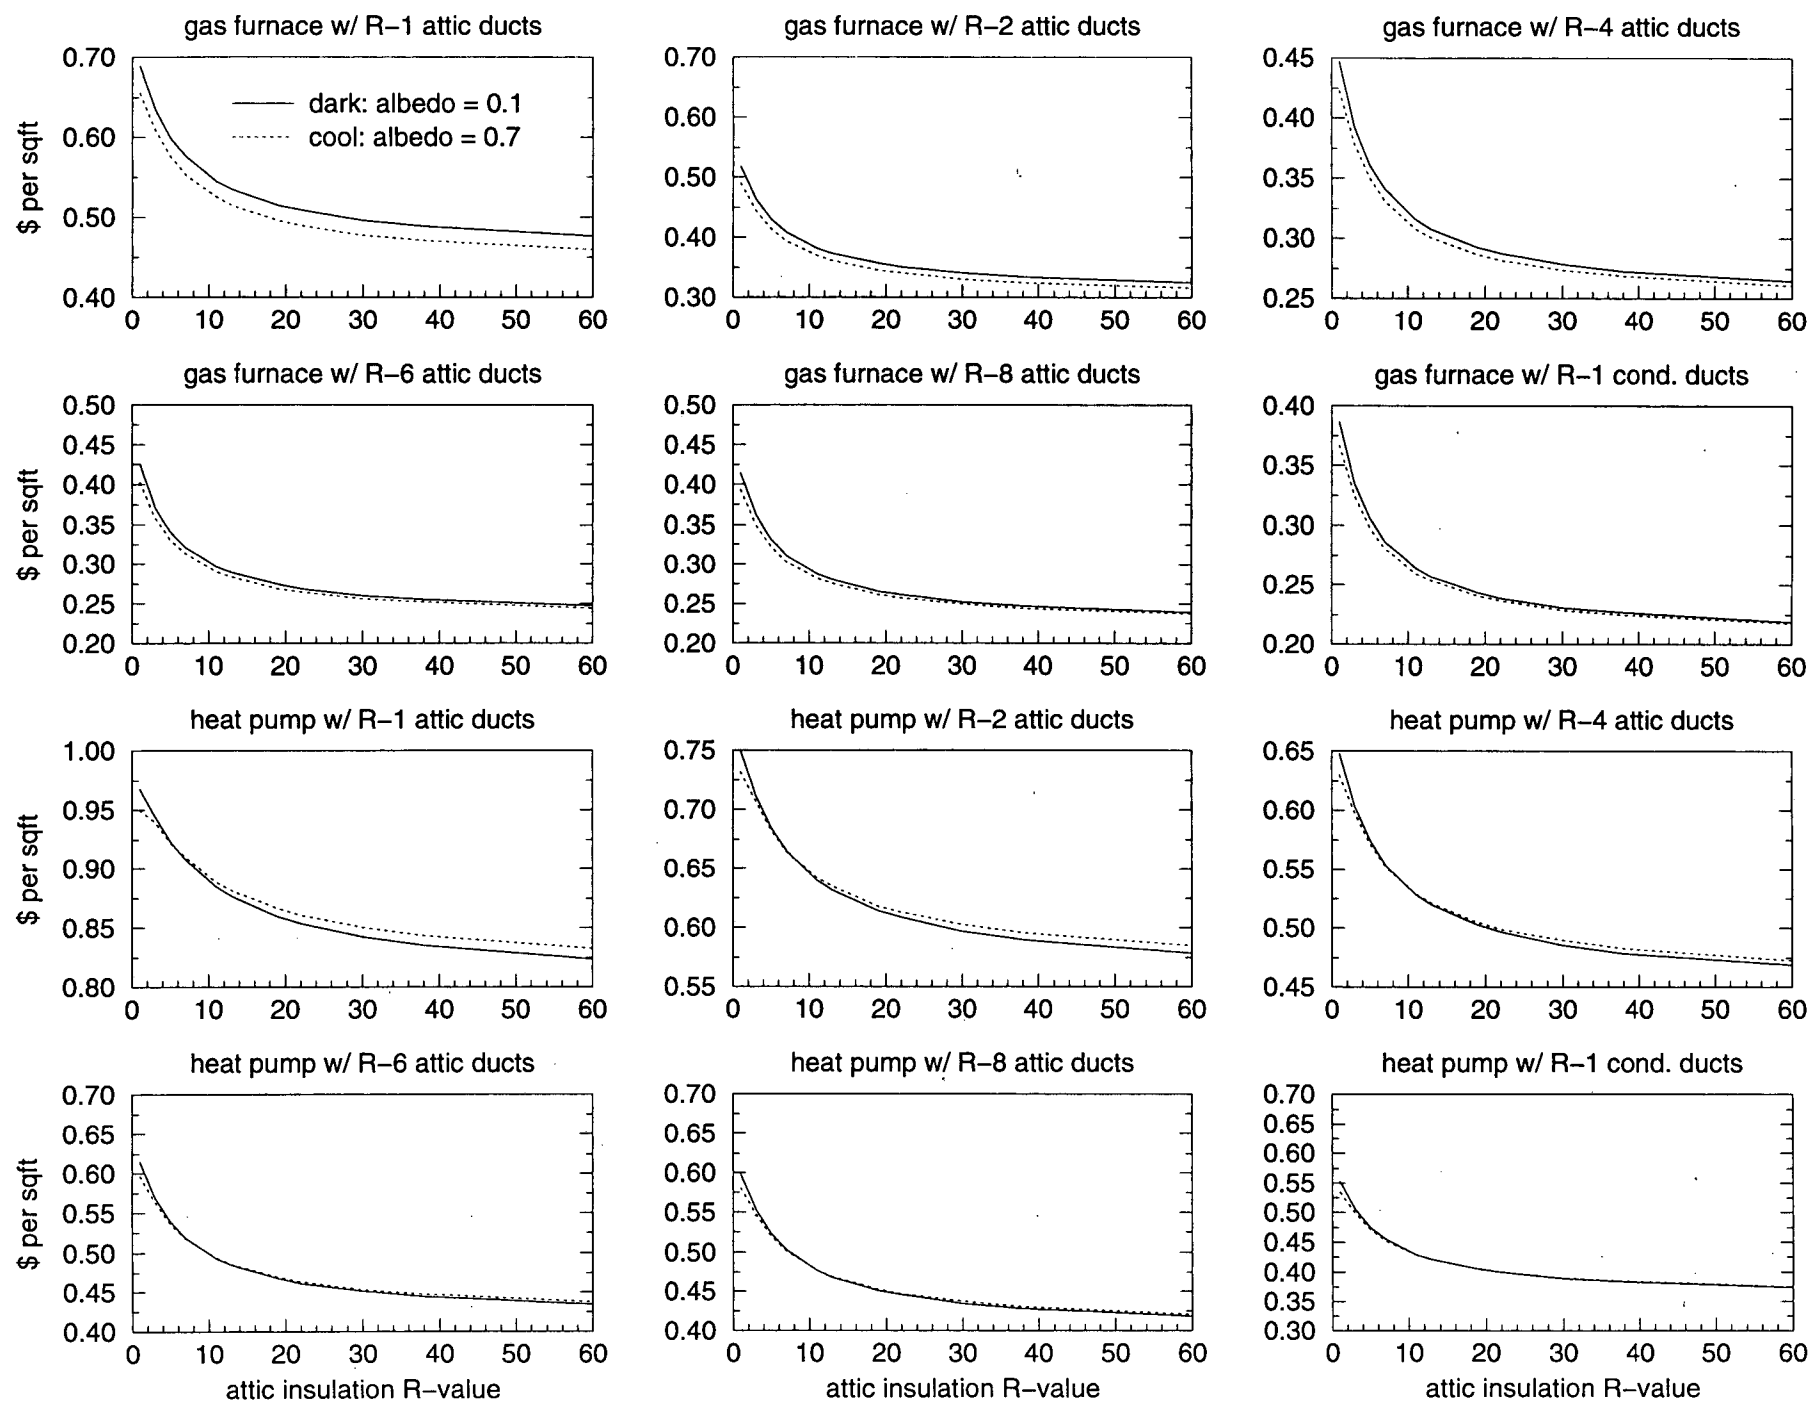 gas furnace w/ R−1 attic ducts
gas furnace w/ R−2 attic ducts
gas furnace w/ R−4 attic ducts
0.70
0.60
0.50
0.40
$ per sqft
dark: albedo = 0.1
cool: albedo = 0.7
0 10 20 30 40 50 60
0.70
0.60
0.50
0.40
0.30
0 10 20 30 40 50 60
0.45
0.40
0.35
0.30
0.25
0 10 20 30 40 50 60
gas furnace w/ R−6 attic ducts
gas furnace w/ R−8 attic ducts
gas furnace w/ R−1 cond. ducts
0.50
0.45
0.40
0.35
0.30
0.25
0.20
$ per sqft
0 10 20 30 40 50 60
0.50
0.45
0.40
0.35
0.30
0.25
0.20
0 10 20 30 40 50 60
0.40
0.35
0.30
0.25
0.20
0 10 20 30 40 50 60
heat pump w/ R−1 attic ducts
heat pump w/ R−2 attic ducts
heat pump w/ R−4 attic ducts
1.00
0.95
0.90
0.85
0.80
$ per sqft
0 10 20 30 40 50 60
0.75
0.70
0.65
0.60
0.55
0 10 20 30 40 50 60
0.65
0.60
0.55
0.50
0.45
0 10 20 30 40 50 60
heat pump w/ R−6 attic ducts
heat pump w/ R−8 attic ducts
heat pump w/ R−1 cond. ducts
0.70
0.65
0.60
0.55
0.50
0.45
0.40
$ per sqft
0 10 20 30 40 50 60
attic insulation R−value
0.70
0.65
0.60
0.55
0.50
0.45
0.40
0 10 20 30 40 50 60
attic insulation R−value
0.70
0.65
0.60
0.55
0.50
0.45
0.40
0.35
0.30
0 10 20 30 40 50 60
attic insulation R−value